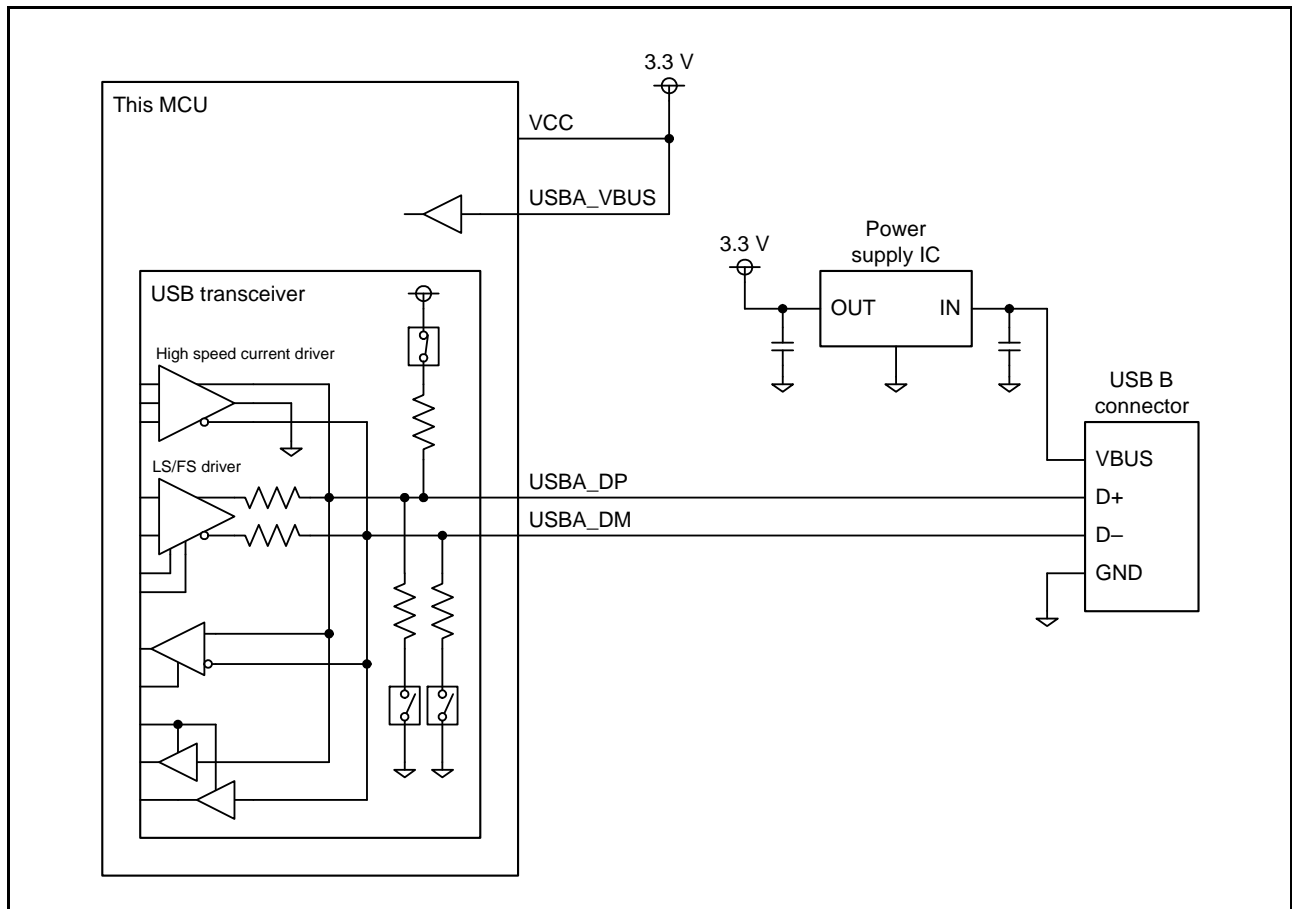 3.3 V
This MCU
VCC
USBA_VBUS
Power
supply IC
3.3 V
OUT
IN
USB transceiver
High speed current driver
USB B
connector
VBUS
LS/FS driver
USBA_DP
D+
USBA_DM
D–
GND